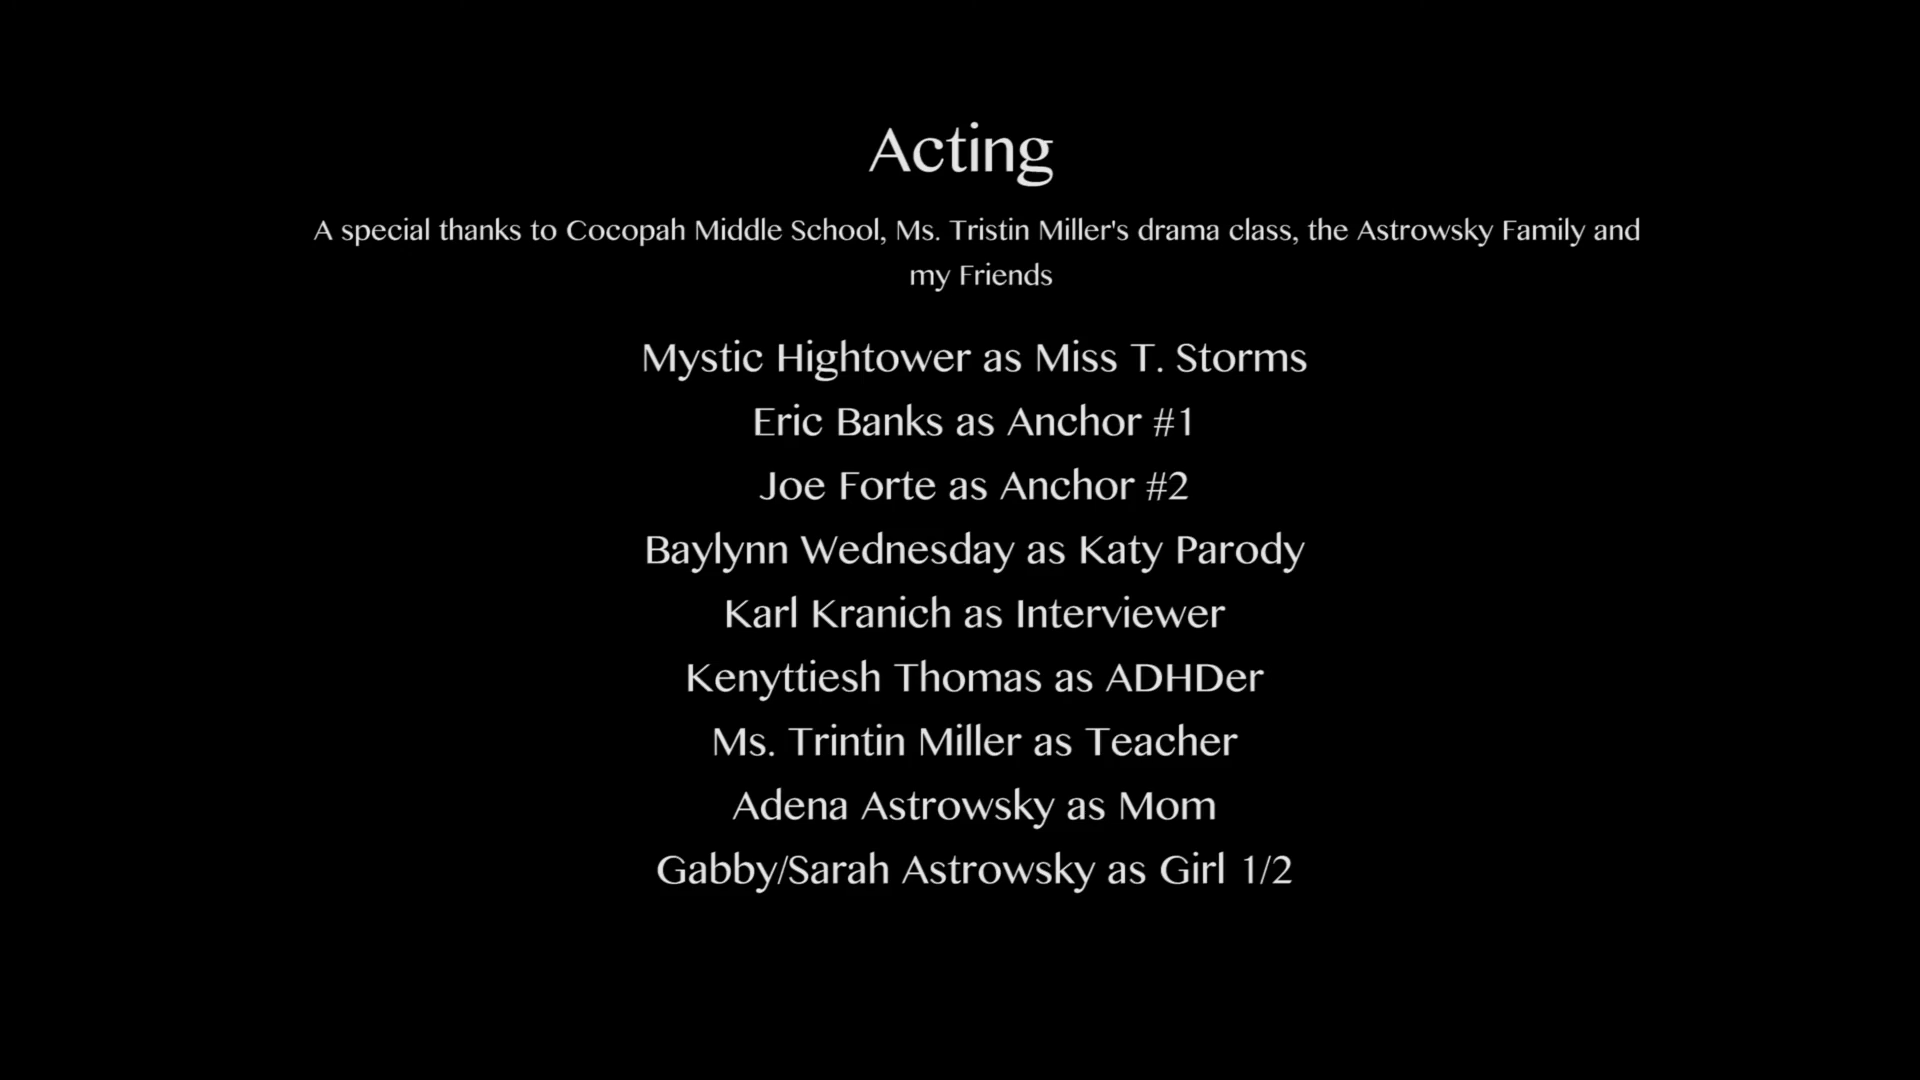 Acting
A special thanks to Cocopah Middle School, Ms. Tristin Miller's drama class, the Astrowsky Family and
my Friends
Mystic Hightower as Miss T. Storms
Eric Banks as Anchor #1
Joe Forte as Anchor #2
Baylynn Wednesday as Katy Parody
Karl Kranich as Interviewer
Kenyttiesh Thomas as ADHDer
Ms. Trintin Miller as Teacher
Adena Astrowsky as Mom
Gabby/Sarah Astrowsky as Girl 1/2